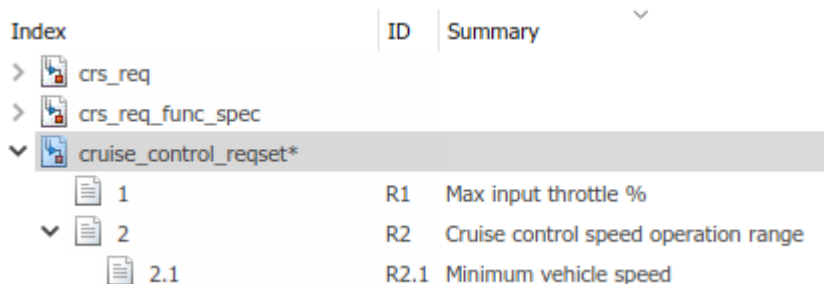 Index ID Summary
crs_req
crs_req_func_spec
cruise_control_reqset*
1 R1 Max input throttle %
2 R2 Cruise control speed operation range
2.1 R2.1 Minimum vehicle speed